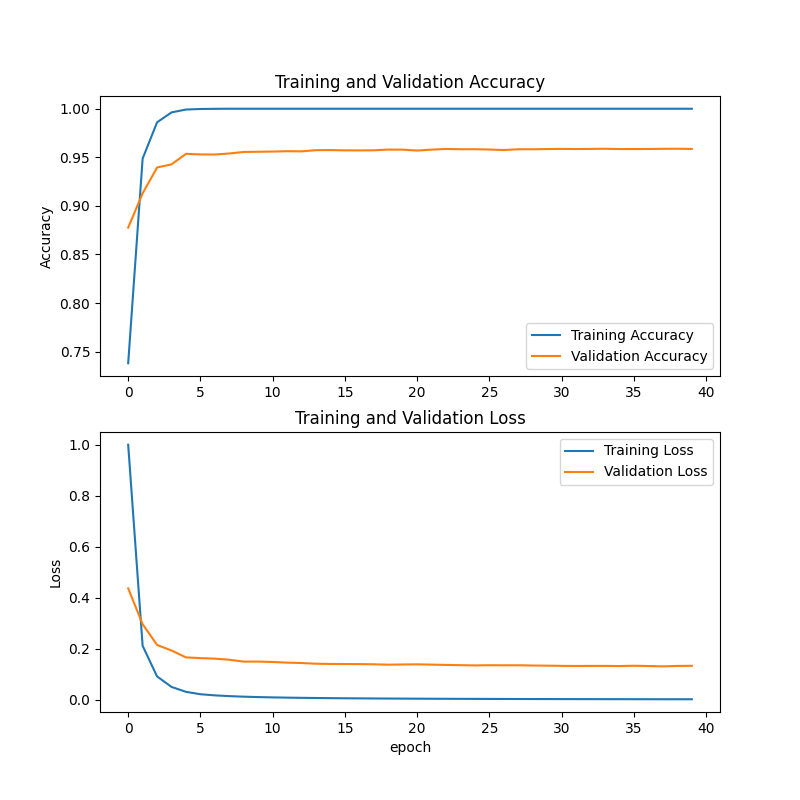 Training and Validation Accuracy
1.00
0.95
0.90
0.85
0.80
0.75
Accuracy
Training Accuracy
Validation Accuracy
0 5 10 15 20 25 30 35 40
Training and Validation Loss
1.0
0.8
0.6
0.4
0.2
0.0
Loss
Training Loss
Validation Loss
0 5 10 15 20 25 30 35 40
epoch